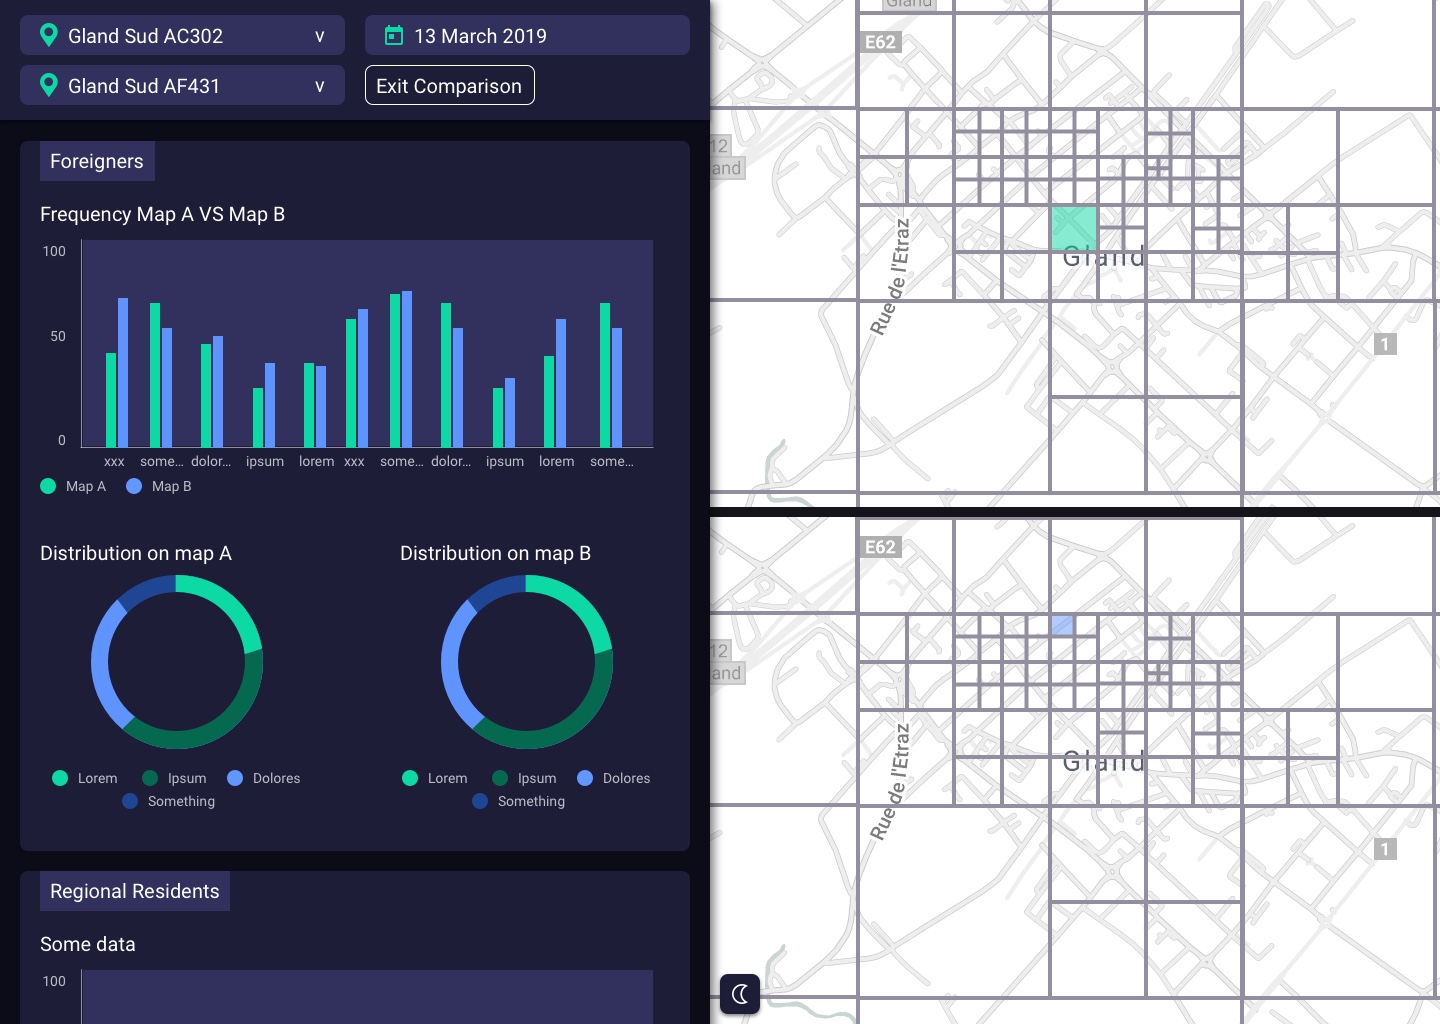 Gland Sud AC302 v
13 March 2019
Gland Sud AF431 v
Exit Comparison
Foreigners
Frequency Map A VS Map B
100
50
0
xxx some... dolor... ipsum lorem xxx some... dolor... ipsum lorem some...
Map A Map B
Distribution on map A
Distribution on map B
Lorem Ipsum Dolores
Something
Lorem Ipsum Dolores
Something
Regional Residents
Some data
100
Gland
E62
12
and
Rue de l'Etraz
Gland
1
E62
12
and
Rue de l'Etraz
Gland
1